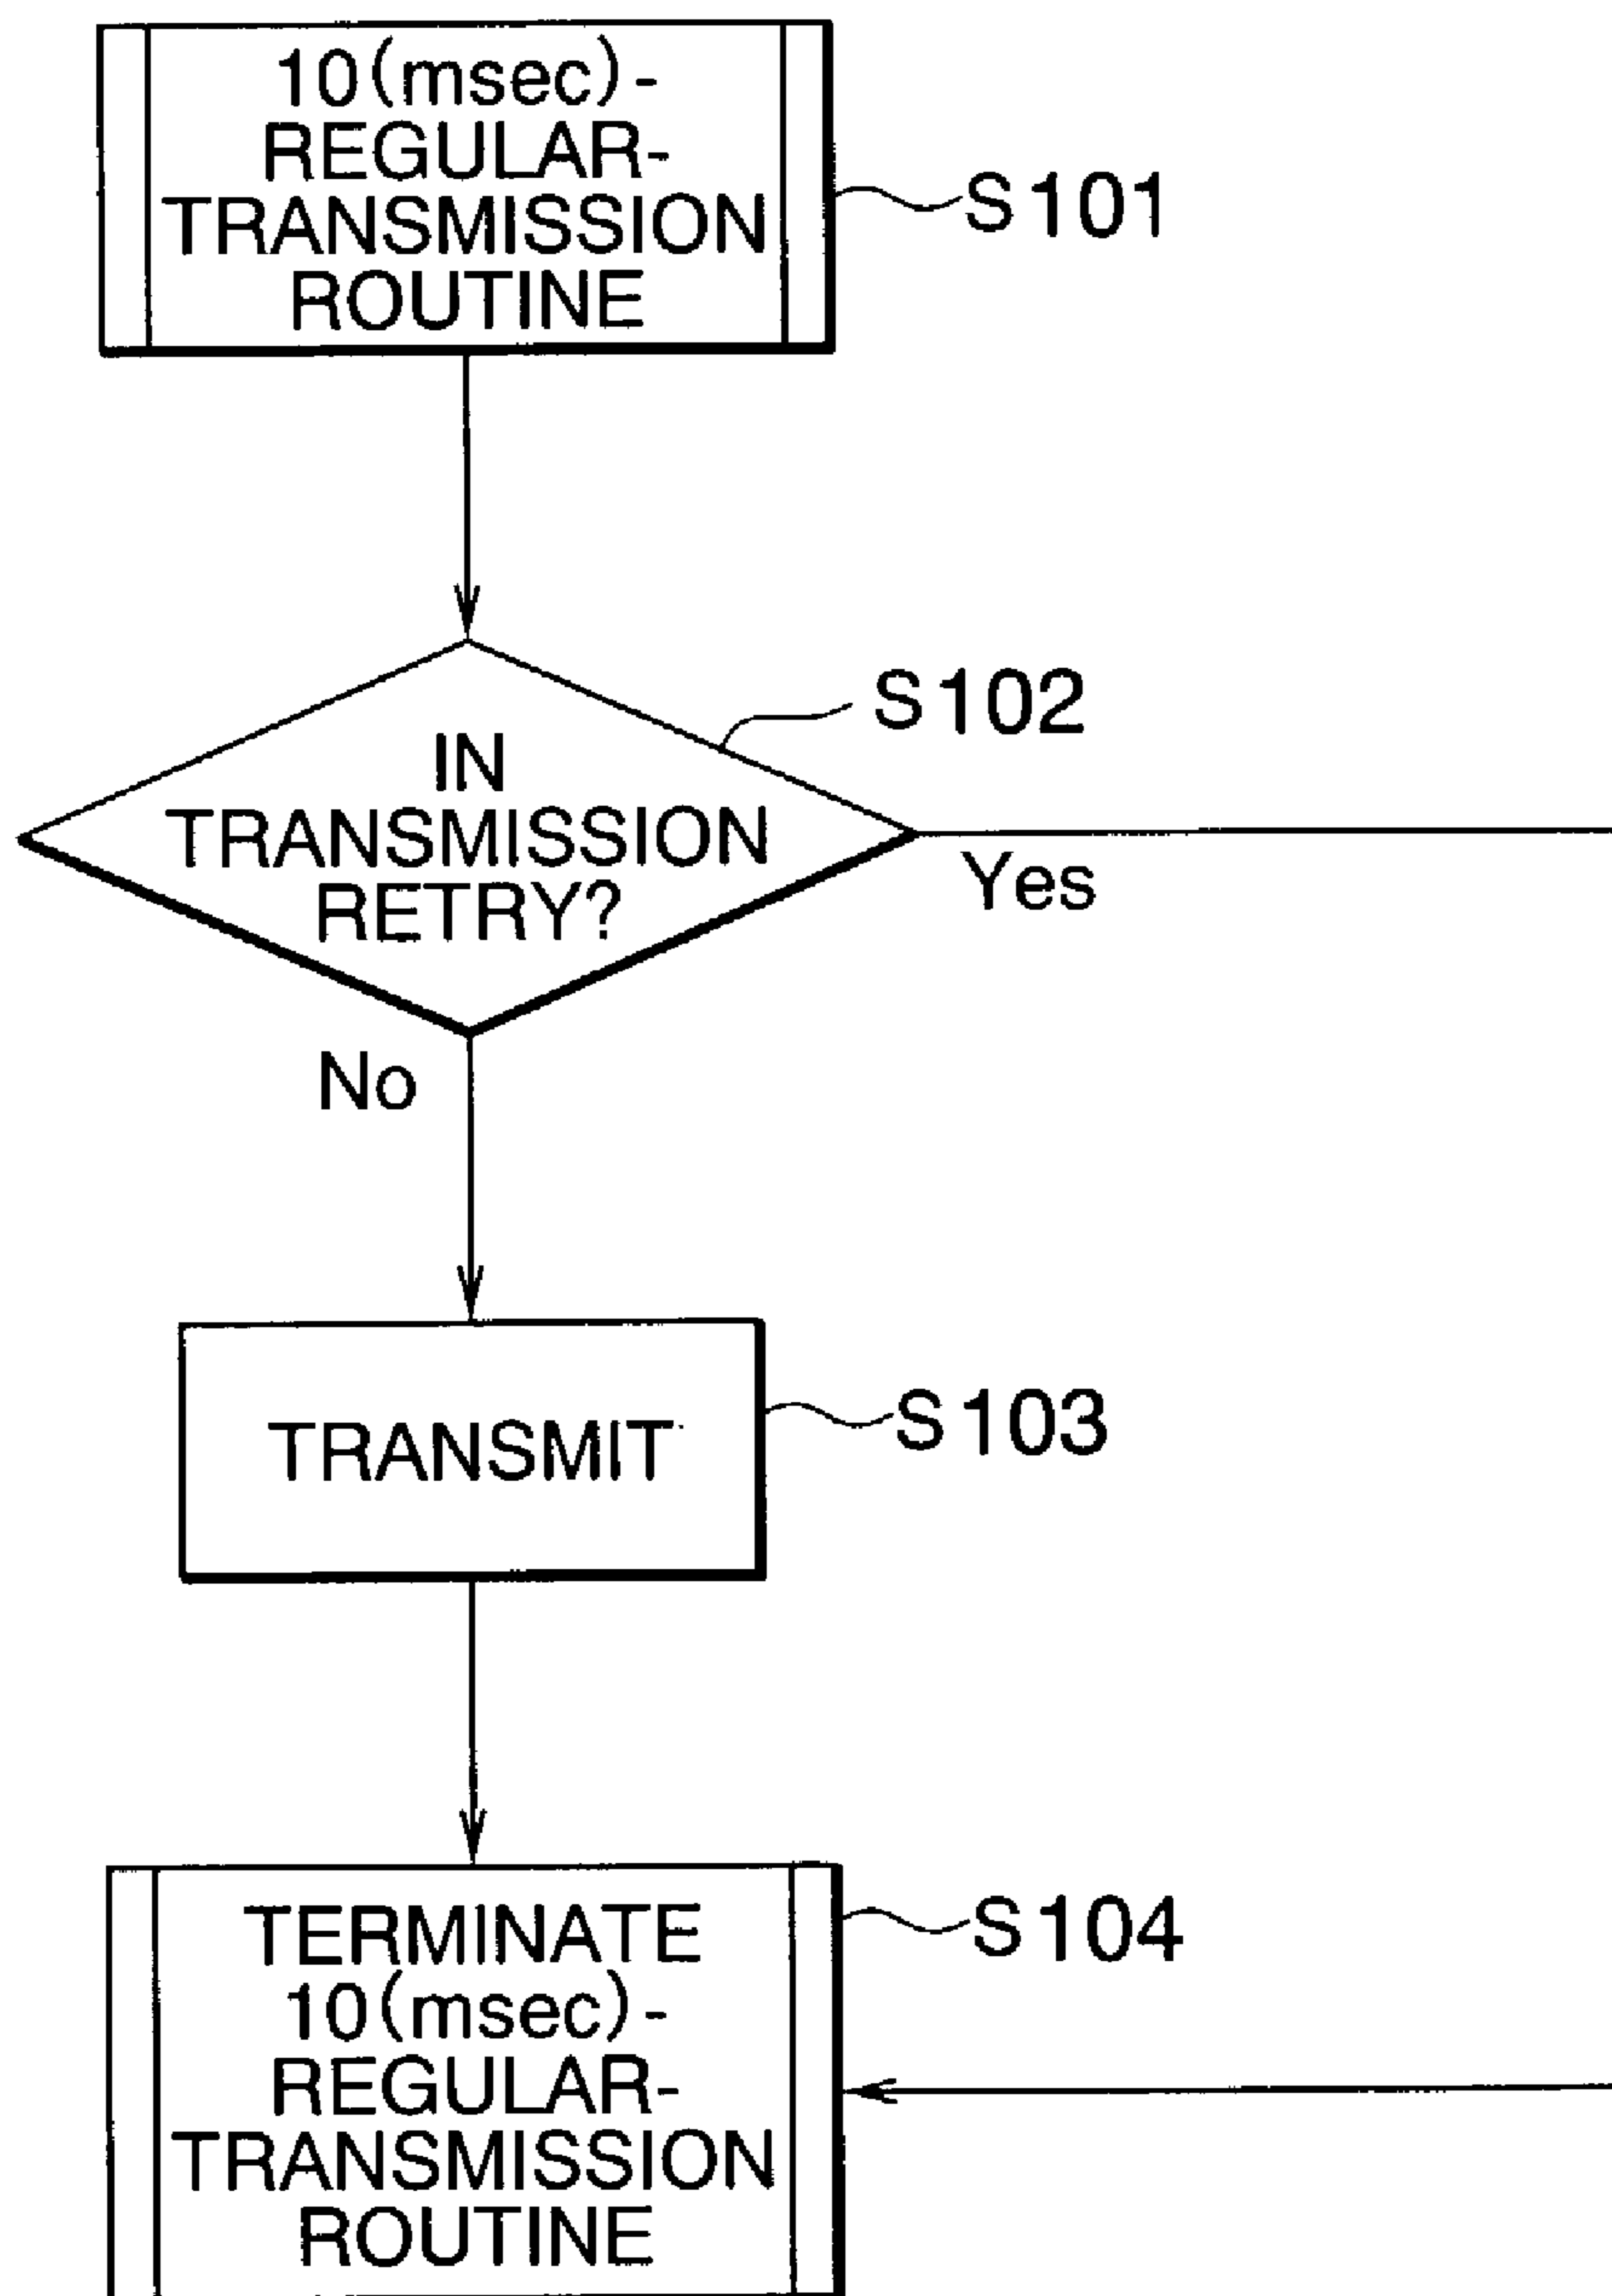 10(msec)-
REGULAR-
TRANSMISSION
ROUTINE
S101
S102
IN
TRANSMISSION
RETRY?
Yes
No
TRANSMIT
S103
TERMINATE
10(msec)-
REGULAR-
TRANSMISSION
ROUTINE
S104